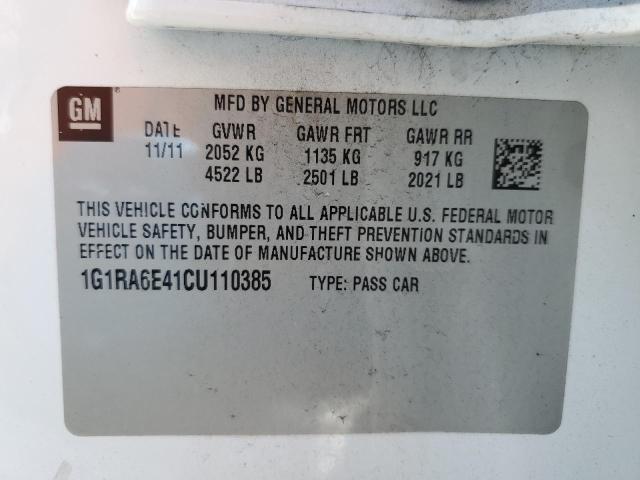 GM
MFD BY GENERAL MOTORS LLC
DATE GVWR GAWR FRT GAWR RR
11/11 2052 KG 1135 KG 917 KG
4522 LB 2501 LB 2021 LB
THIS VEHICLE CONFORMS TO ALL APPLICABLE U.S. FEDERAL MOTOR
VEHICLE SAFETY, BUMPER, AND THEFT PREVENTION STANDARDS IN
EFFECT ON THE DATE OF MANUFACTURE SHOWN ABOVE.
1G1RA6E41CU110385 TYPE: PASS CAR